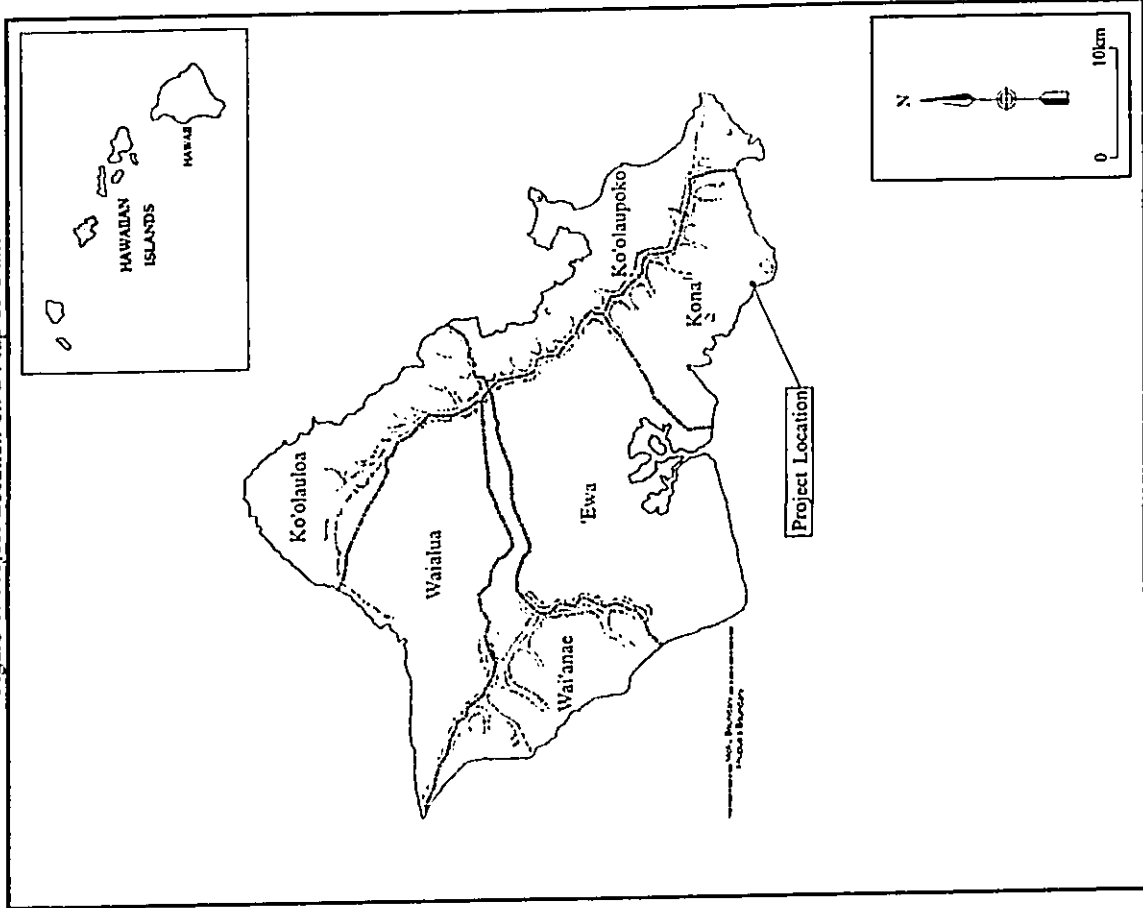 HAWAIIAN
ISLANDS
HAWAII
Ko'olauloa
Waialua
Ko'olaupoko
'Ewa
Wai'anae
Kona
Project Location
N
0
10km